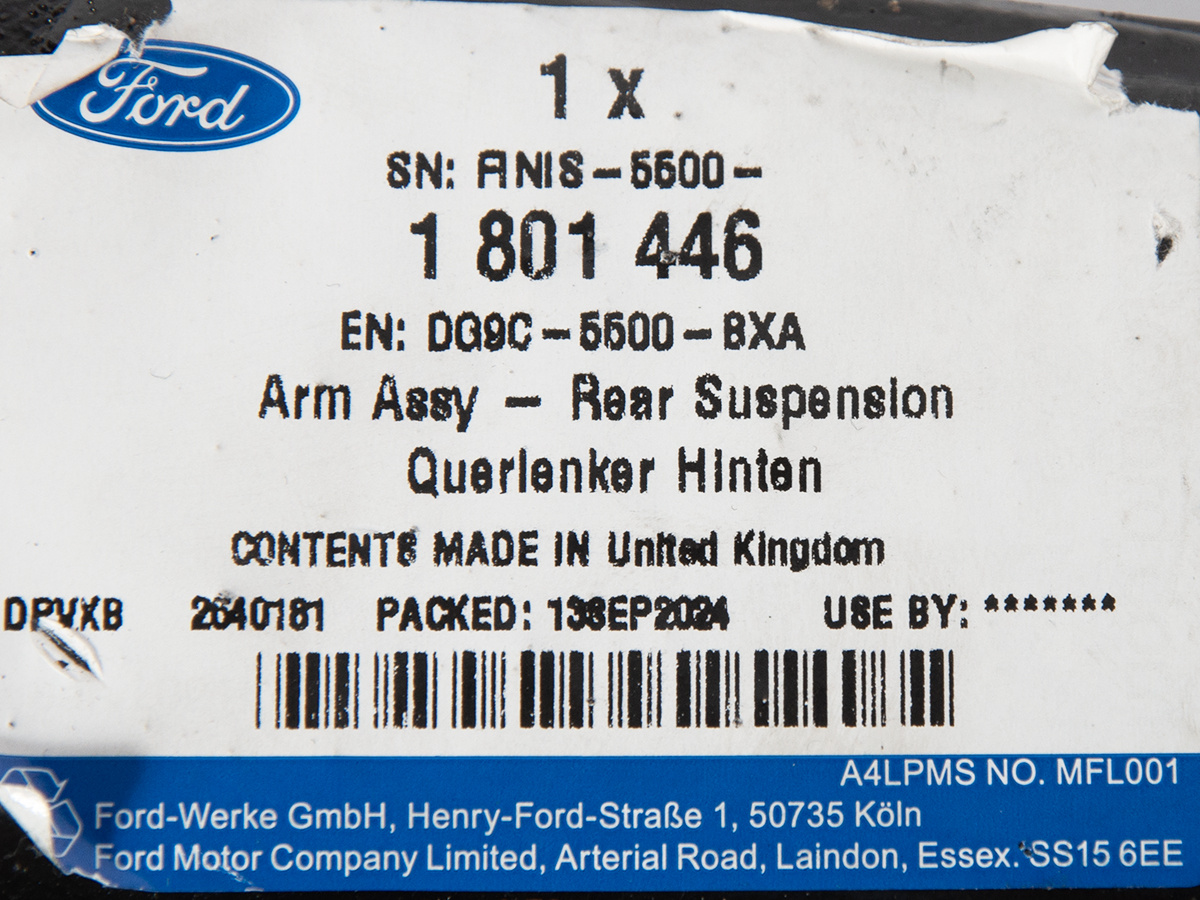 Ford
1 x
SN: FINIS-5500-
1 801 446
EN: DG9C-5500-BXA
Arm Assy - Rear Suspension
Querlenker Hinten
CONTENTS MADE IN United Kingdom
DPVXB 2640181 PACKED: 13SEP2024 USE BY: *******
A4LPMS NO. MFL001
Ford-Werke GmbH, Henry-Ford-Straße 1, 50735 Köln
Ford Motor Company Limited, Arterial Road, Laindon, Essex. SS15 6EE